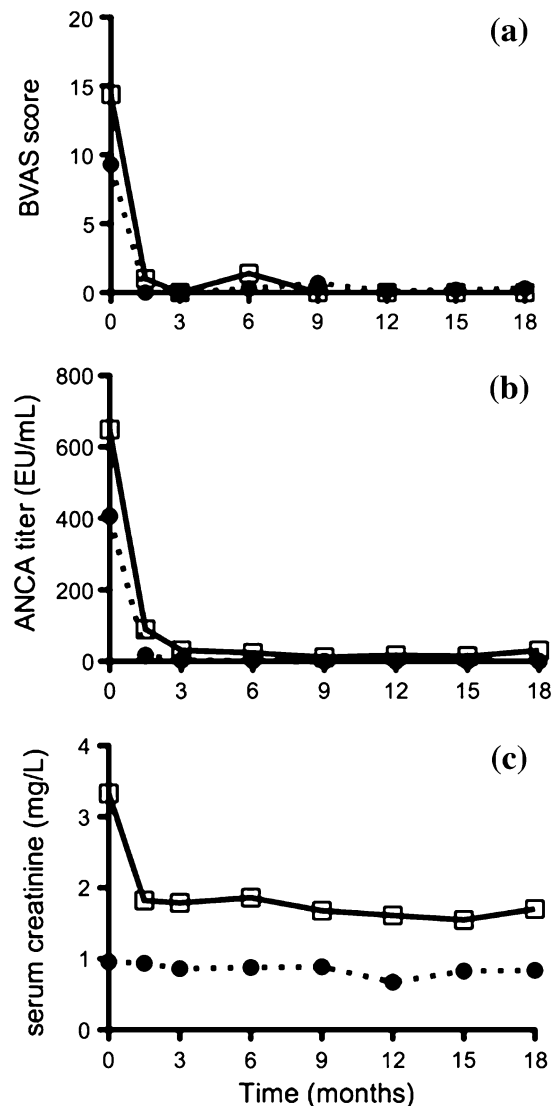 (a)
BVAS score
20
15
10
5
0
0 3 6 9 12 15 18
(b)
ANCA titer (EU/mL)
800
600
400
200
0
0 3 6 9 12 15 18
(c)
serum creatinine (mg/L)
4
3
2
1
0
0 3 6 9 12 15 18
Time (months)